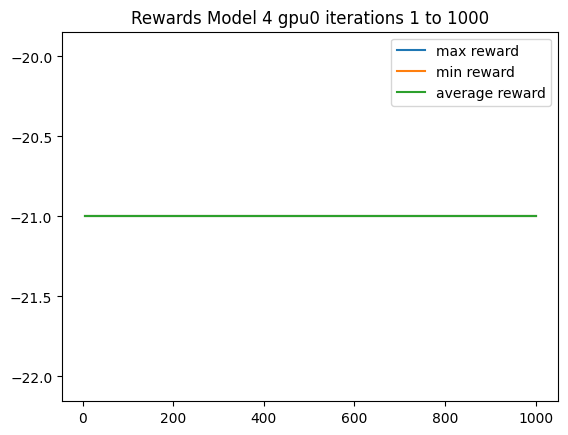 Rewards Model 4 gpu0 iterations 1 to 1000
max reward
min reward
average reward
−20.0
−20.5
−21.0
−21.5
−22.0
0 200 400 600 800 1000